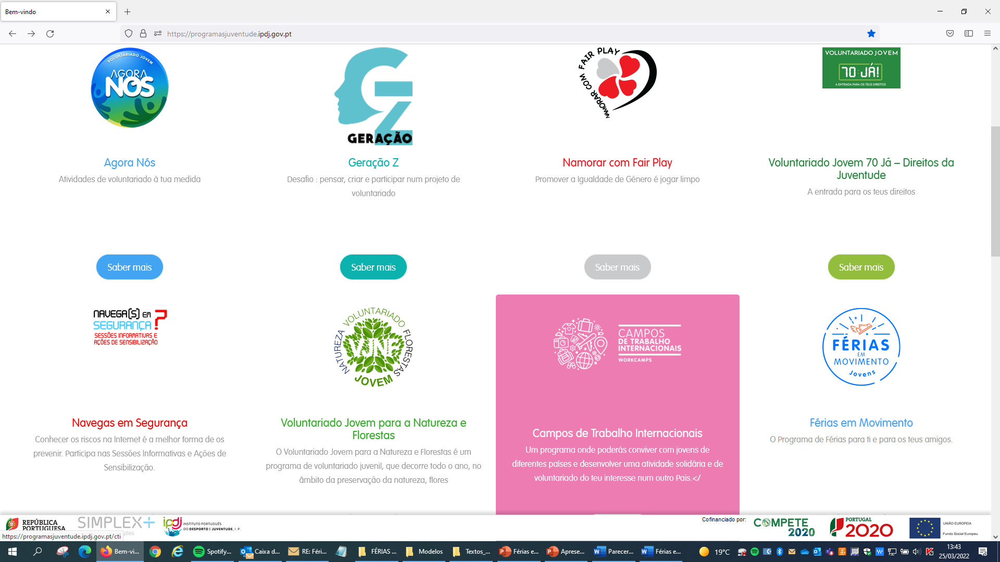 Bem-vindo
https://programasjuventude.ipdj.gov.pt
VOLUNTARIADO JOVEM
AGORA
NÓS
GZ
GERAÇÃO
NAMORAR COM FAIR PLAY
VOLUNTARIADO JOVEM
70 JÁ!
A ENTRADA PARA OS TEUS DIREITOS
Agora Nós
Atividades de voluntariado à tua medida
Geração Z
Desafio : pensar, criar e participar num projeto de
voluntariado
Namorar com Fair Play
Promover a Igualdade de Género é jogar limpo
Voluntariado Jovem 70 Já – Direitos da
Juventude
A entrada para os teus direitos
Saber mais
Saber mais
Saber mais
Saber mais
NAVEGA(S) EM
SEGURANÇA?
SESSÕES INFORMATIVAS E
AÇÕES DE SENSIBILIZAÇÃO
NATUREZA VOLUNTARIADO FLORESTAS
VJNF
JOVEM
CAMPOS
DE TRABALHO
INTERNACIONAIS
WORKCAMPS
FÉRIAS
EM
MOVIMENTO
Jovens
Navegas em Segurança
Conhecer os riscos na Internet é a melhor forma de os
prevenir. Participa nas Sessões Informativas e Ações de
Sensibilização.
Voluntariado Jovem para a Natureza e
Florestas
O Voluntariado Jovem para a Natureza e Florestas é um
programa de voluntariado juvenil, que decorre todo o ano, no
âmbito da preservação da natureza, flores
Campos de Trabalho Internacionais
Um programa onde poderás conviver com jovens de
diferentes países e desenvolver uma atividade solidária e de
voluntariado do teu interesse num outro Pais.</
Férias em Movimento
O Programa de Férias para ti e para os teus amigos.
REPÚBLICA
PORTUGUESA
SIMPLEX+
ples
ipdj
INSTITUTO PORTUGUÊS
DO DESPORTO E JUVENTUDE, I. P.
Cofinanciado por:
COMPETE
2020
PORTUGAL
2020
UNIÃO EUROPEIA
Fundo Social Europeu
https://programasjuventude.ipdj.gov.pt/cti
Bem-vi...
Spotify...
Caixa d...
RE: Féri...
FÉRIAS ...
Modelos
Textos_...
Férias e...
Aprese...
Parecer...
Férias e...
19°C
13:43
25/03/2022